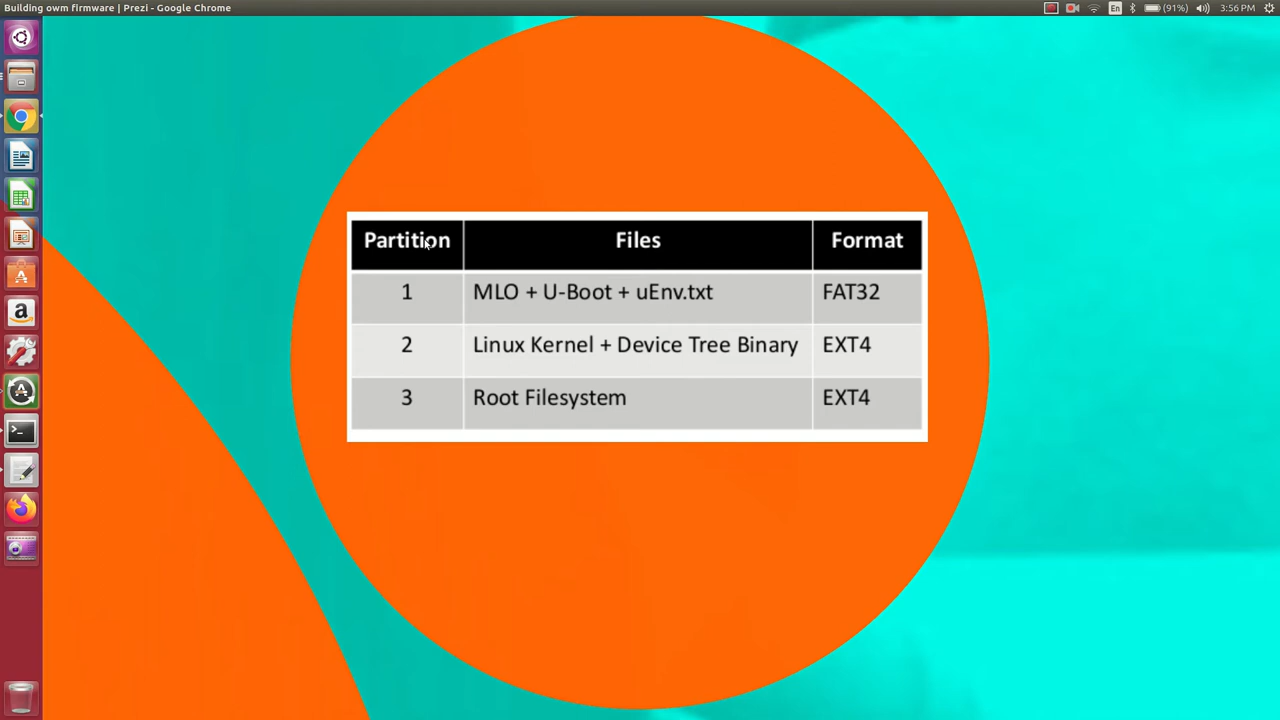 Building owm firmware | Prezi - Google Chrome
En
(91%)
3:56 PM
Partition Files Format
1 MLO + U-Boot + uEnv.txt FAT32
2 Linux Kernel + Device Tree Binary EXT4
3 Root Filesystem EXT4